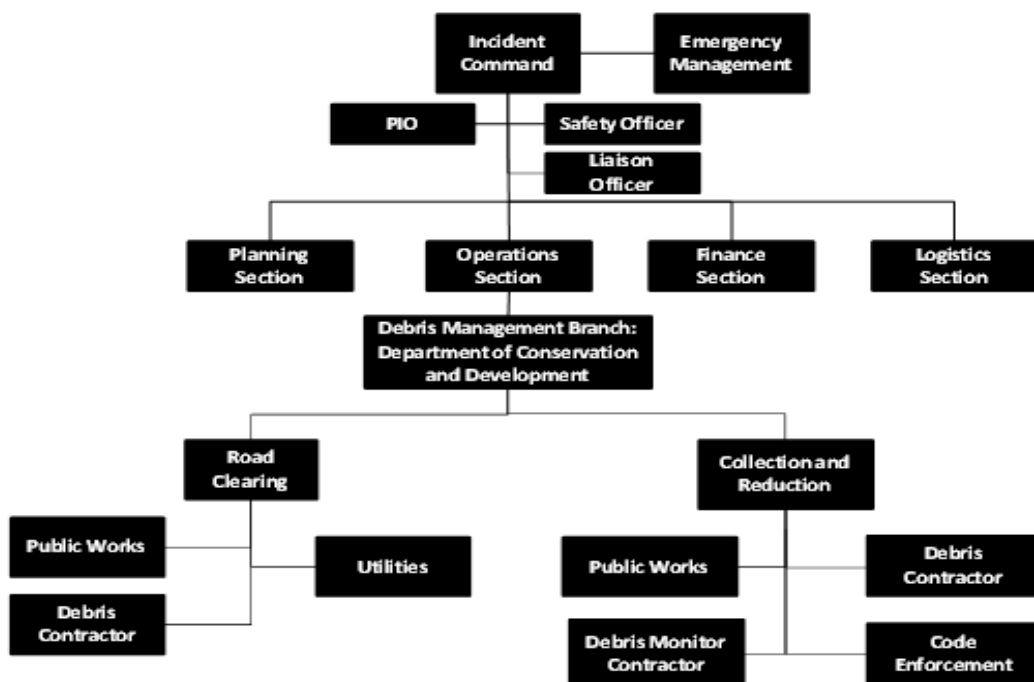 Incident
Command
Emergency
Management
PIO
Safety Officer
Liaison
Officer
Planning
Section
Operations
Section
Finance
Section
Logistics
Section
Debris Management Branch:
Department of Conservation
and Development
Road
Clearing
Collection and
Reduction
Public Works
Utilities
Debris
Contractor
Public Works
Debris
Contractor
Debris Monitor
Contractor
Code
Enforcement